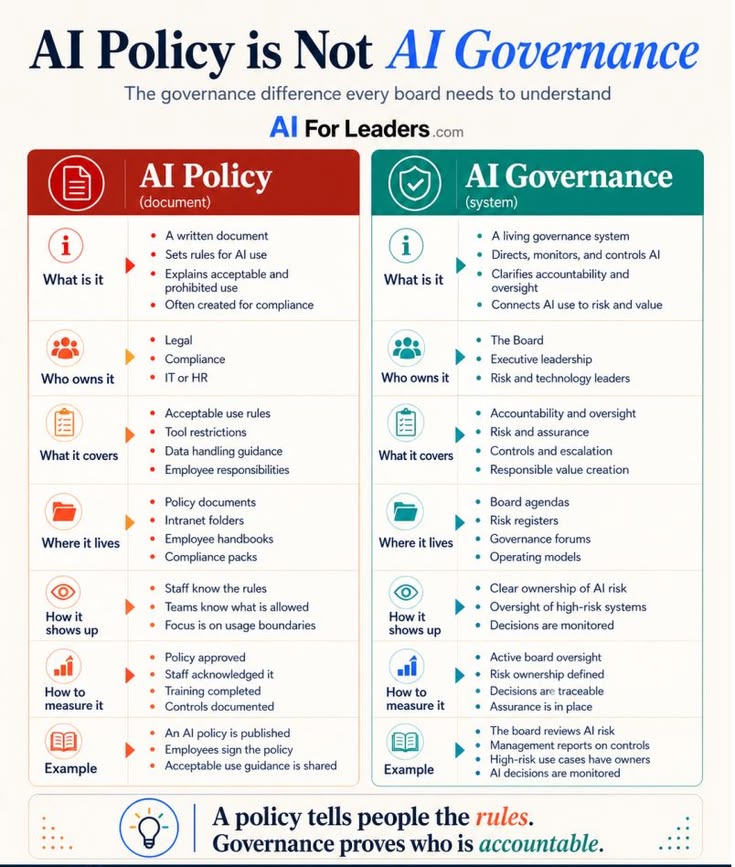 AI Policy is Not AI Governance
The governance difference every board needs to understand
AI For Leaders.com
AI Policy
(document)
What is it
A written document
Sets rules for AI use
Explains acceptable and
prohibited use
Often created for compliance
Who owns it
Legal
Compliance
IT or HR
What it covers
Acceptable use rules
Tool restrictions
Data handling guidance
Employee responsibilities
Where it lives
Policy documents
Intranet folders
Employee handbooks
Compliance packs
How it
shows up
Staff know the rules
Teams know what is allowed
Focus is on usage boundaries
How to
measure it
Policy approved
Staff acknowledged it
Training completed
Controls documented
Example
An AI policy is published
Employees sign the policy
Acceptable use guidance is shared
AI Governance
(system)
What is it
A living governance system
Directs, monitors, and controls AI
Clarifies accountability and
oversight
Connects AI use to risk and value
Who owns it
The Board
Executive leadership
Risk and technology leaders
What it covers
Accountability and oversight
Risk and assurance
Controls and escalation
Responsible value creation
Where it lives
Board agendas
Risk registers
Governance forums
Operating models
How it
shows up
Clear ownership of AI risk
Oversight of high-risk systems
Decisions are monitored
How to
measure it
Active board oversight
Risk ownership defined
Decisions are traceable
Assurance is in place
Example
The board reviews AI risk
Management reports on controls
High-risk use cases have owners
AI decisions are monitored
A policy tells people the rules.
Governance proves who is accountable.